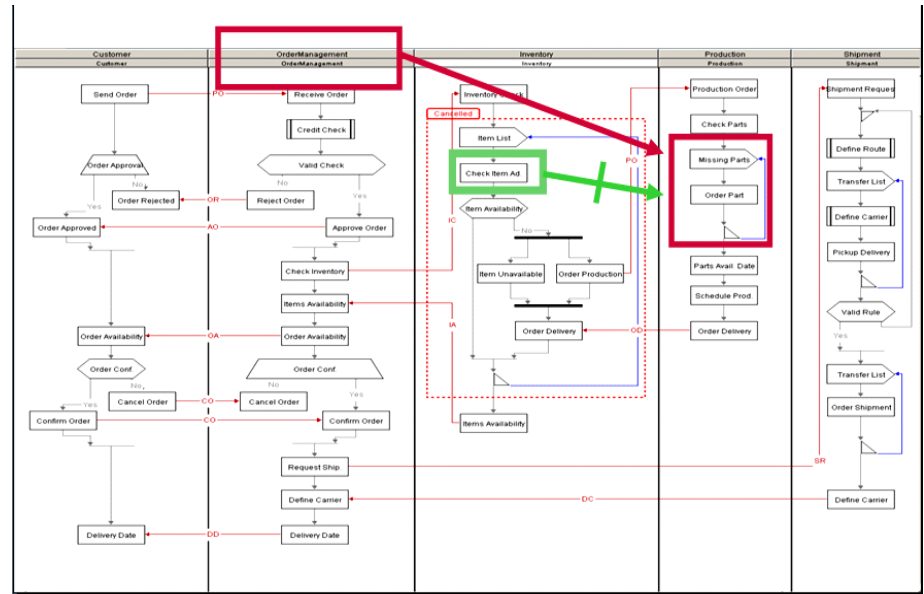 Customer
Customer
Send Order
Order Approval
No
Yes
Order Rejected
Order Approved
Order Availability
Order Conf.
No
Yes
Cancel Order
Confirm Order
Delivery Date
OrderManagement
OrderManagement
PO
Receive Order
Credit Check
Valid Check
No
Yes
OR
Reject Order
AO
Approve Order
Check Inventory
Items Availability
OA
Order Availability
Order Conf.
No
Yes
CO
Cancel Order
CO
Confirm Order
Request Ship.
Define Carrier
DD
Delivery Date
Inventory
Inventory
Inventory Check
Cancelled
Item List
Check Item Ad.
Item Availability
IC
No
Item Unavailable
Order Production
PO
IA
Order Delivery
OD
Items Availability
DC
Production
Production
Production Order
Check Parts
Missing Parts
Order Part
Parts Avail. Date
Schedule Prod.
Order Delivery
Shipment
Shipment
Shipment Reques
Define Route
Transfer List
Define Carrier
Pickup Delivery
Valid Rule
Yes
Transfer List
Order Shipment
SR
Define Carrier